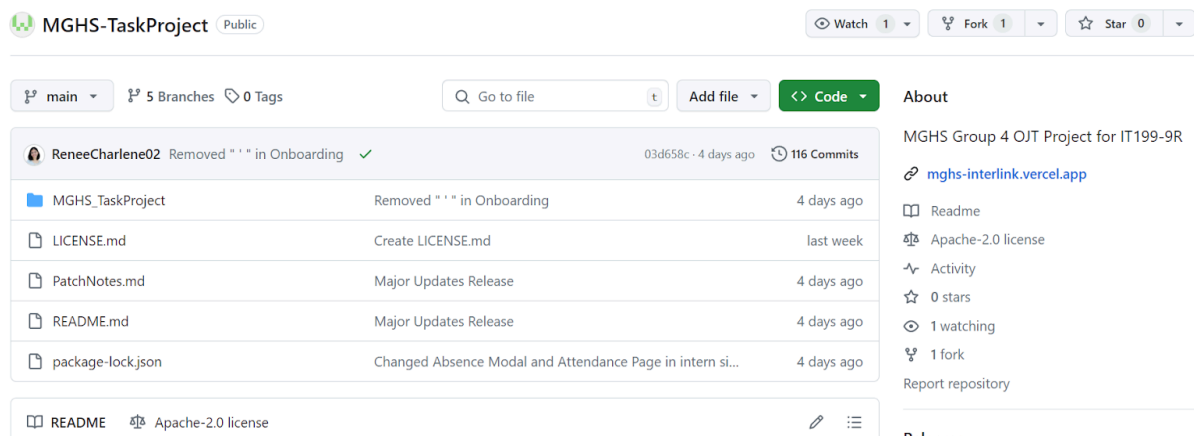 MGHS-TaskProject Public Watch 1 Fork 1 Star 0
main 5 Branches 0 Tags Go to file t Add file Code
ReneeCharlene02 Removed " ' " in Onboarding 03d658c · 4 days ago 116 Commits
MGHS_TaskProject Removed " ' " in Onboarding 4 days ago
LICENSE.md Create LICENSE.md last week
PatchNotes.md Major Updates Release 4 days ago
README.md Major Updates Release 4 days ago
package-lock.json Changed Absence Modal and Attendance Page in intern si... 4 days ago
README Apache-2.0 license
About
MGHS Group 4 OJT Project for IT199-9R
mghs-interlink.vercel.app
Readme
Apache-2.0 license
Activity
0 stars
1 watching
1 fork
Report repository